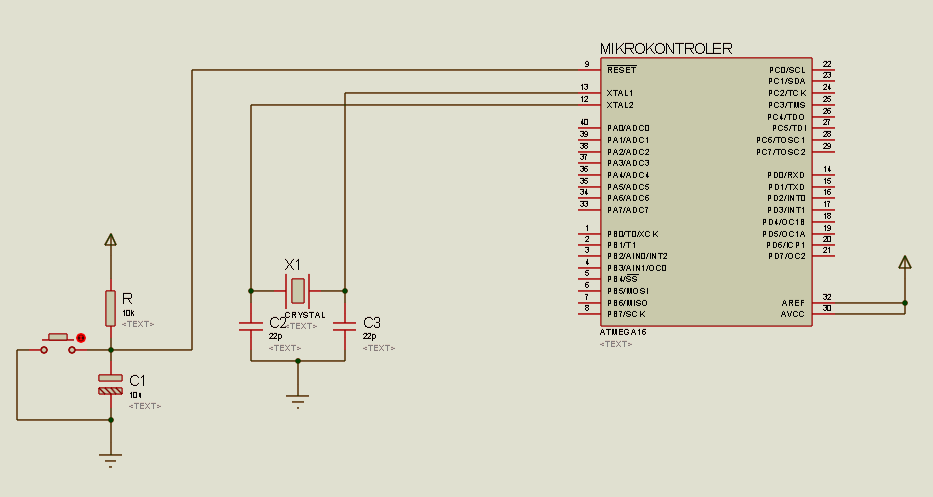 MIKROKONTROLER
9 RESET
13 XTAL1
12 XTAL2
40 PA0/ADC0
39 PA1/ADC1
38 PA2/ADC2
37 PA3/ADC3
36 PA4/ADC4
35 PA5/ADC5
34 PA6/ADC6
33 PA7/ADC7
1 PB0/T0/XCK
2 PB1/T1
3 PB2/AIN0/INT2
4 PB3/AIN1/OC0
5 PB4/SS
6 PB5/MOSI
7 PB6/MISO
8 PB7/SCK
PC0/SCL 22
PC1/SDA 23
PC2/TCK 24
PC3/TMS 25
PC4/TDO 26
PC5/TDI 27
PC6/TOSC1 28
PC7/TOSC2 29
PD0/RXD 14
PD1/TXD 15
PD2/INT0 16
PD3/INT1 17
PD4/OC1B 18
PD5/OC1A 19
PD6/ICP1 20
PD7/OC2 21
AREF 32
AVCC 30
ATMEGA16
<TEXT>
X1
CRYSTAL
<TEXT>
C2
22p
<TEXT>
C3
22p
<TEXT>
R
10k
<TEXT>
C1
<TEXT>